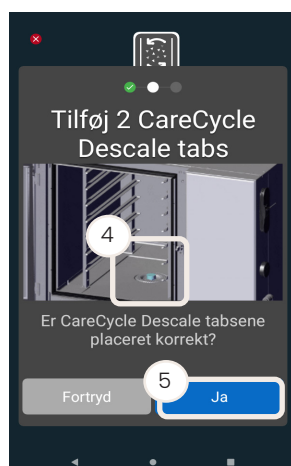 Tilføj 2 CareCycle
Descale tabs
4
Er CareCycle Descale tabsene
placeret korrekt?
5
Fortryd
Ja